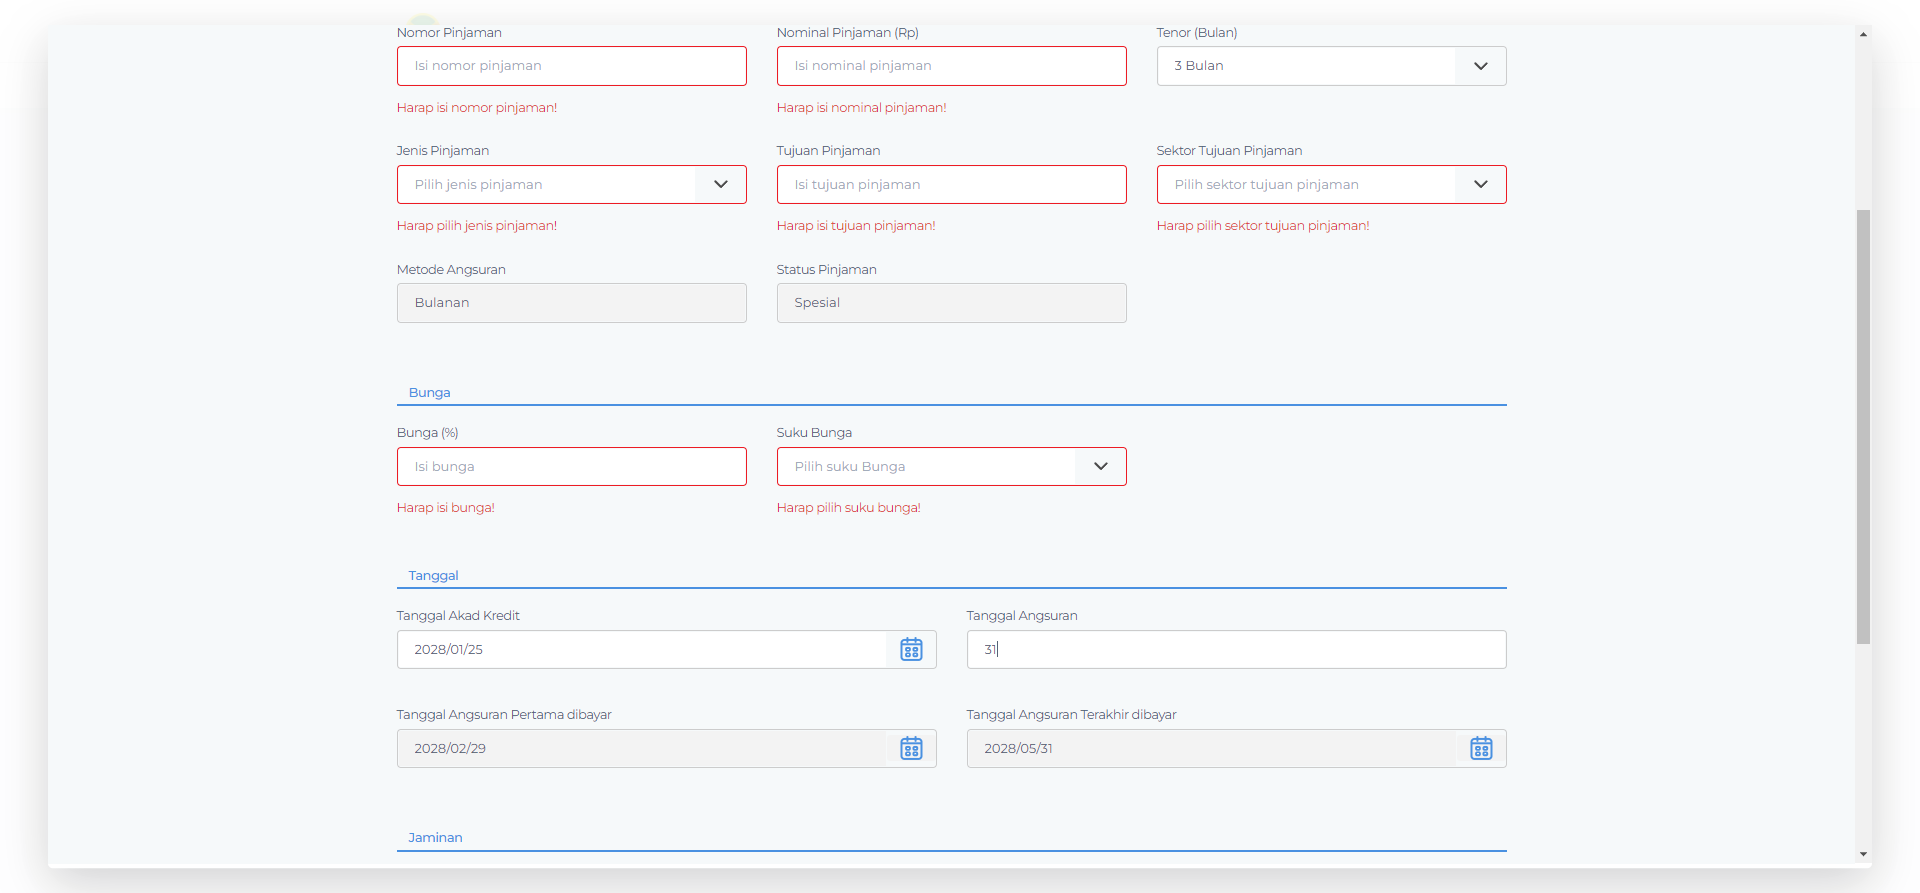 Nomor Pinjaman
Nominal Pinjaman (Rp)
Tenor (Bulan)
Isi nomor pinjaman
Isi nominal pinjaman
3 Bulan
Harap isi nomor pinjaman!
Harap isi nominal pinjaman!
Jenis Pinjaman
Tujuan Pinjaman
Sektor Tujuan Pinjaman
Pilih jenis pinjaman
Isi tujuan pinjaman
Pilih sektor tujuan pinjaman
Harap pilih jenis pinjaman!
Harap isi tujuan pinjaman!
Harap pilih sektor tujuan pinjaman!
Metode Angsuran
Status Pinjaman
Bulanan
Spesial
Bunga
Bunga (%)
Suku Bunga
Isi bunga
Pilih suku Bunga
Harap isi bunga!
Harap pilih suku bunga!
Tanggal
Tanggal Akad Kredit
Tanggal Angsuran
2028/01/25
31
Tanggal Angsuran Pertama dibayar
Tanggal Angsuran Terakhir dibayar
2028/02/29
2028/05/31
Jaminan